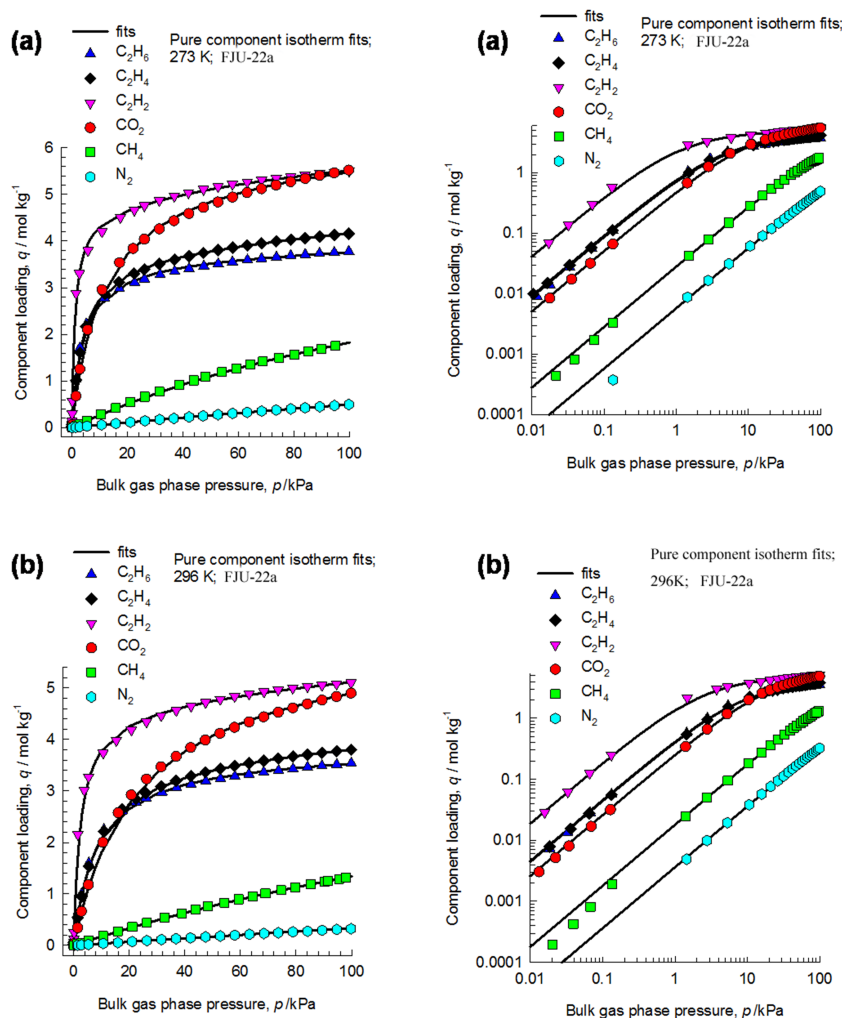 (a)
fits
Pure component isotherm fits;
273 K; FJU-22a
C2H6
C2H4
C2H2
CO2
CH4
N2
Component loading, q / mol kg-1
6
5
4
3
2
1
0
0 20 40 60 80 100
Bulk gas phase pressure, p/kPa
(a)
fits
Pure component isotherm fits;
273 K; FJU-22a
C2H6
C2H4
C2H2
CO2
CH4
N2
Component loading, q / mol kg-1
1
0.1
0.01
0.001
0.0001
0.01 0.1 1 10 100
Bulk gas phase pressure, p/kPa
(b)
fits
Pure component isotherm fits;
296 K; FJU-22a
C2H6
C2H4
C2H2
CO2
CH4
N2
Component loading, q / mol kg-1
5
4
3
2
1
0
0 20 40 60 80 100
Bulk gas phase pressure, p/kPa
(b)
Pure component isotherm fits;
fits
296K; FJU-22a
C2H6
C2H4
C2H2
CO2
CH4
N2
Component loading, q / mol kg-1
1
0.1
0.01
0.001
0.0001
0.01 0.1 1 10 100
Bulk gas phase pressure, p/kPa